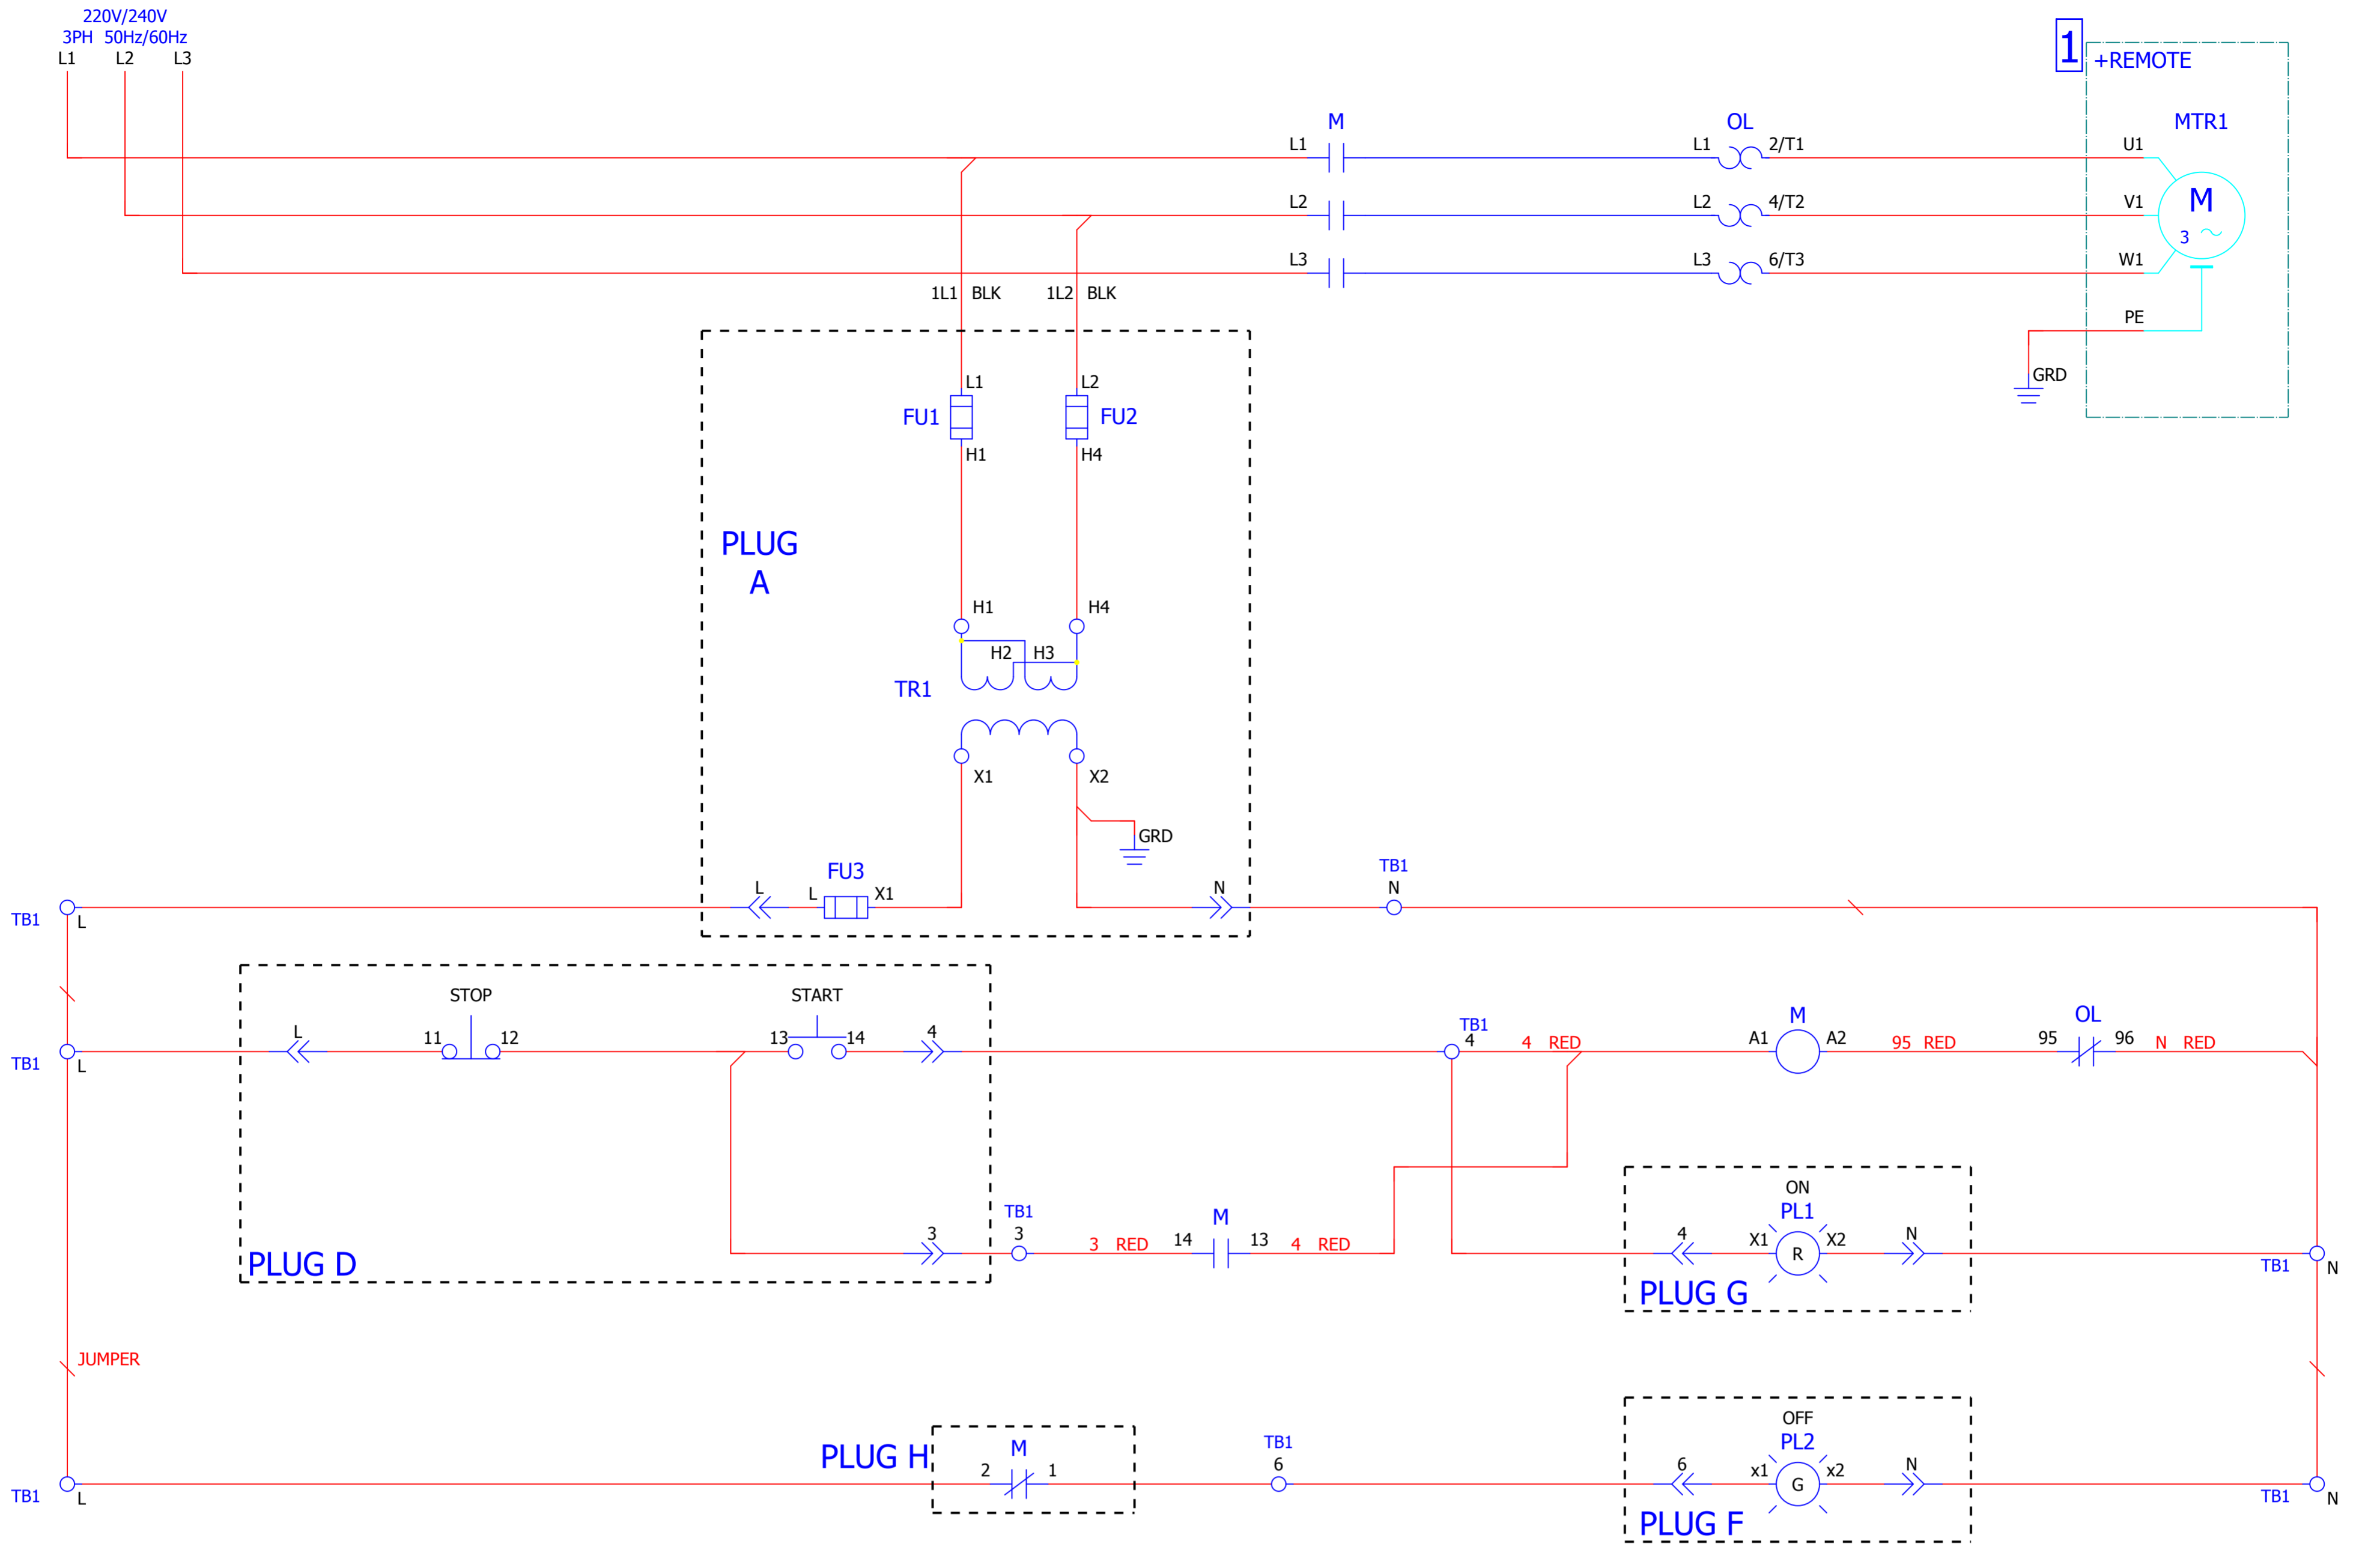 220V/240V
3PH 50Hz/60Hz
L1 L2 L3
1
+REMOTE
M OL MTR1
L1 L1 2/T1 U1
L2 L2 4/T2 V1
M
3
L3 L3 6/T3 W1
1L1 BLK 1L2 BLK
PE
GRD
L1 L2
FU1 FU2
H1 H4
PLUG
A
H1 H4
H2 H3
TR1
X1 X2
GRD
FU3
TB1
L L X1 N N
TB1 L
STOP START
M OL
TB1
L 11 12 13 14 4 4 4 RED A1 A2 95 RED 95 96 N RED
TB1 L
ON
PL1
TB1 M
3 3 3 RED 14 13 4 RED 4 X1 R X2 N
PLUG D
TB1 N
PLUG G
JUMPER
OFF
PL2
PLUG H M TB1
2 1 6 6 x1 G x2 N
TB1 L
TB1 N
PLUG F